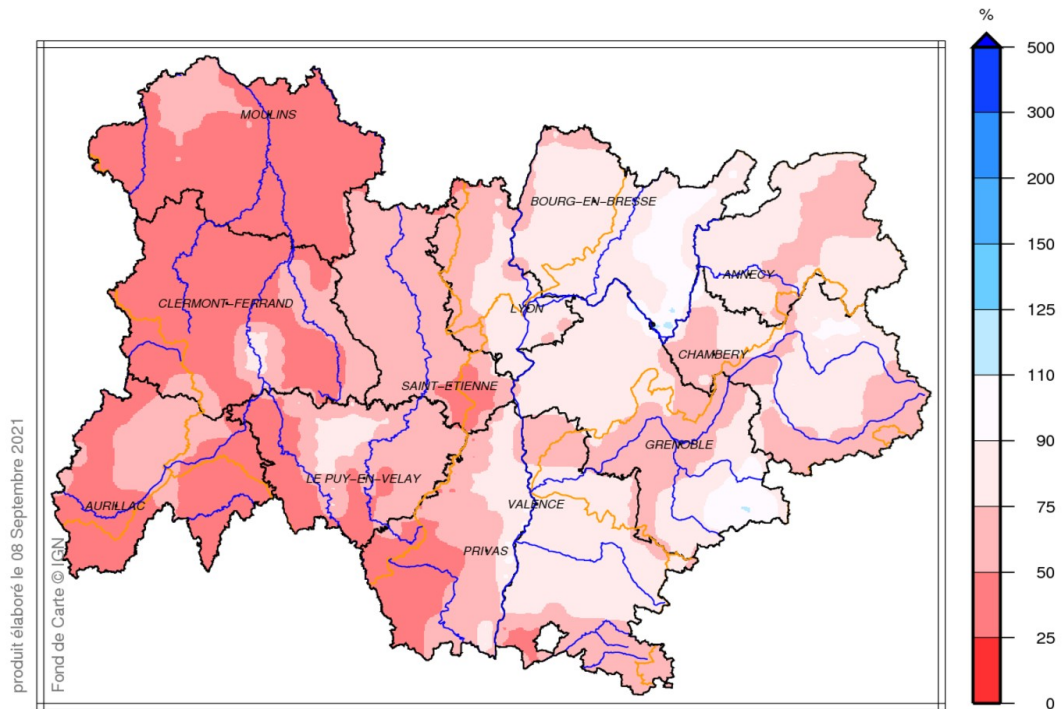 %
500
300
200
150
125
110
90
75
50
25
0
MOULINS
BOURG-EN-BRESSE
ANNECY
CLERMONT-FERRAND
LYON
CHAMBERY
SAINT-ETIENNE
GRENOBLE
LE PUY-EN-VELAY
AURILLAC
VALENCE
PRIVAS
produit élaboré le 08 Septembre 2021
Fond de Carte © IGN